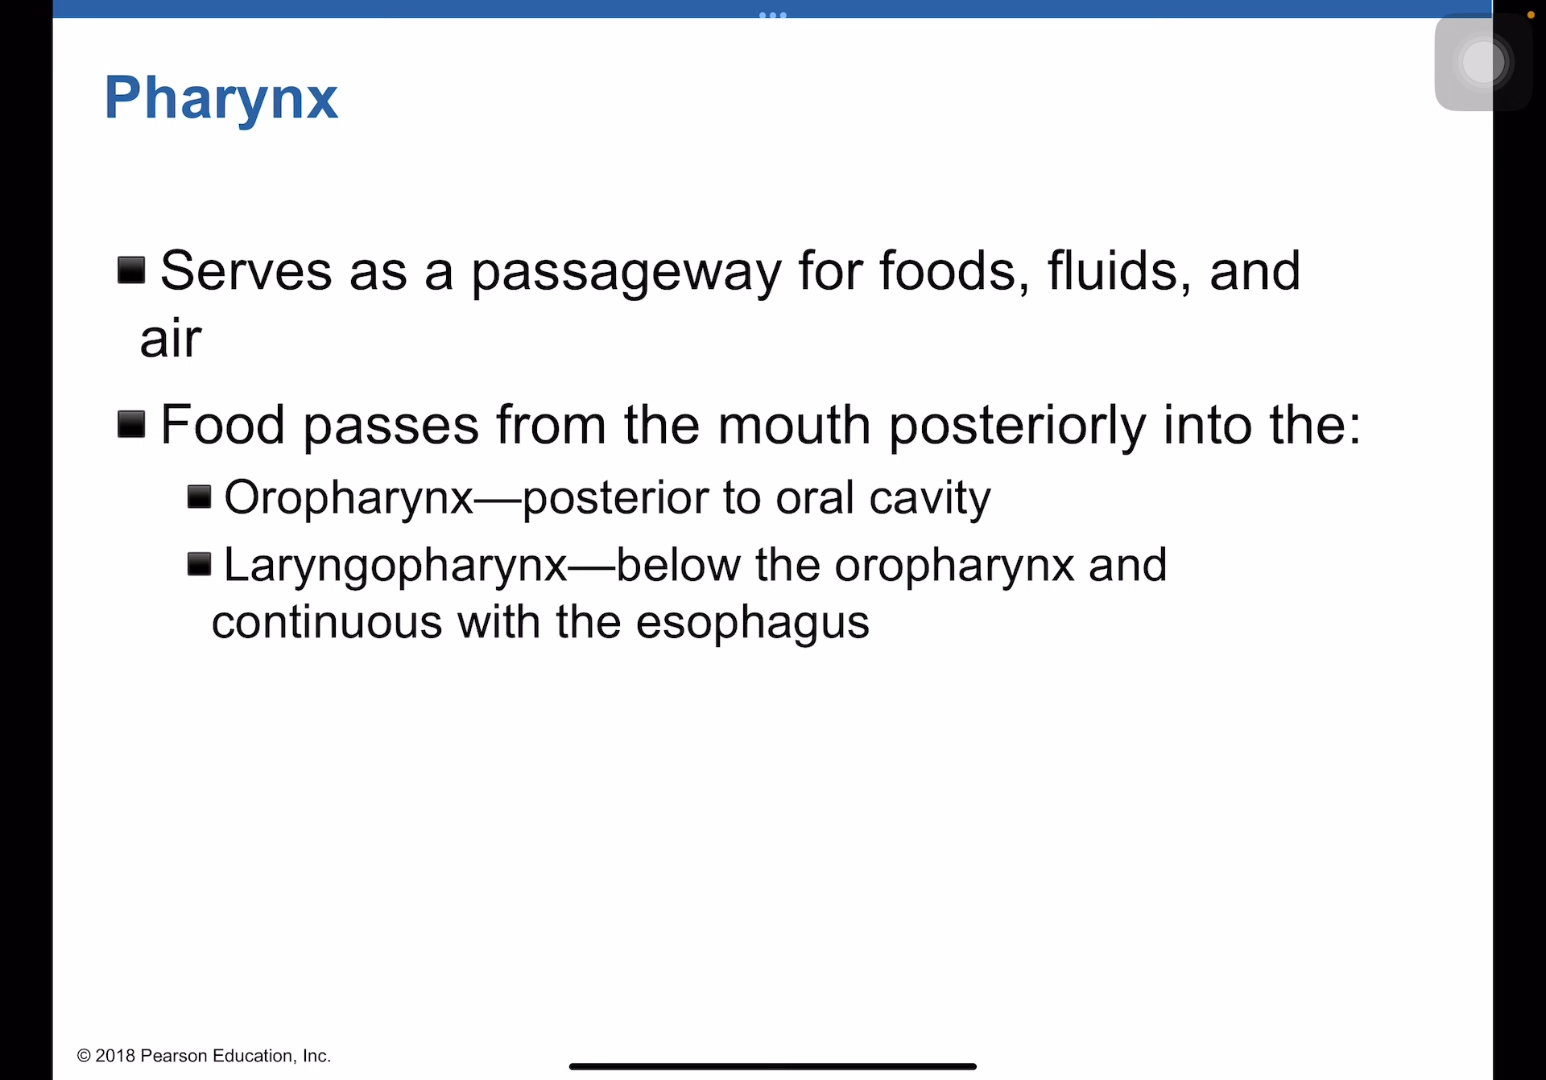 Pharynx
Serves as a passageway for foods, fluids, and
air
Food passes from the mouth posteriorly into the:
Oropharynx—posterior to oral cavity
Laryngopharynx—below the oropharynx and
continuous with the esophagus
© 2018 Pearson Education, Inc.